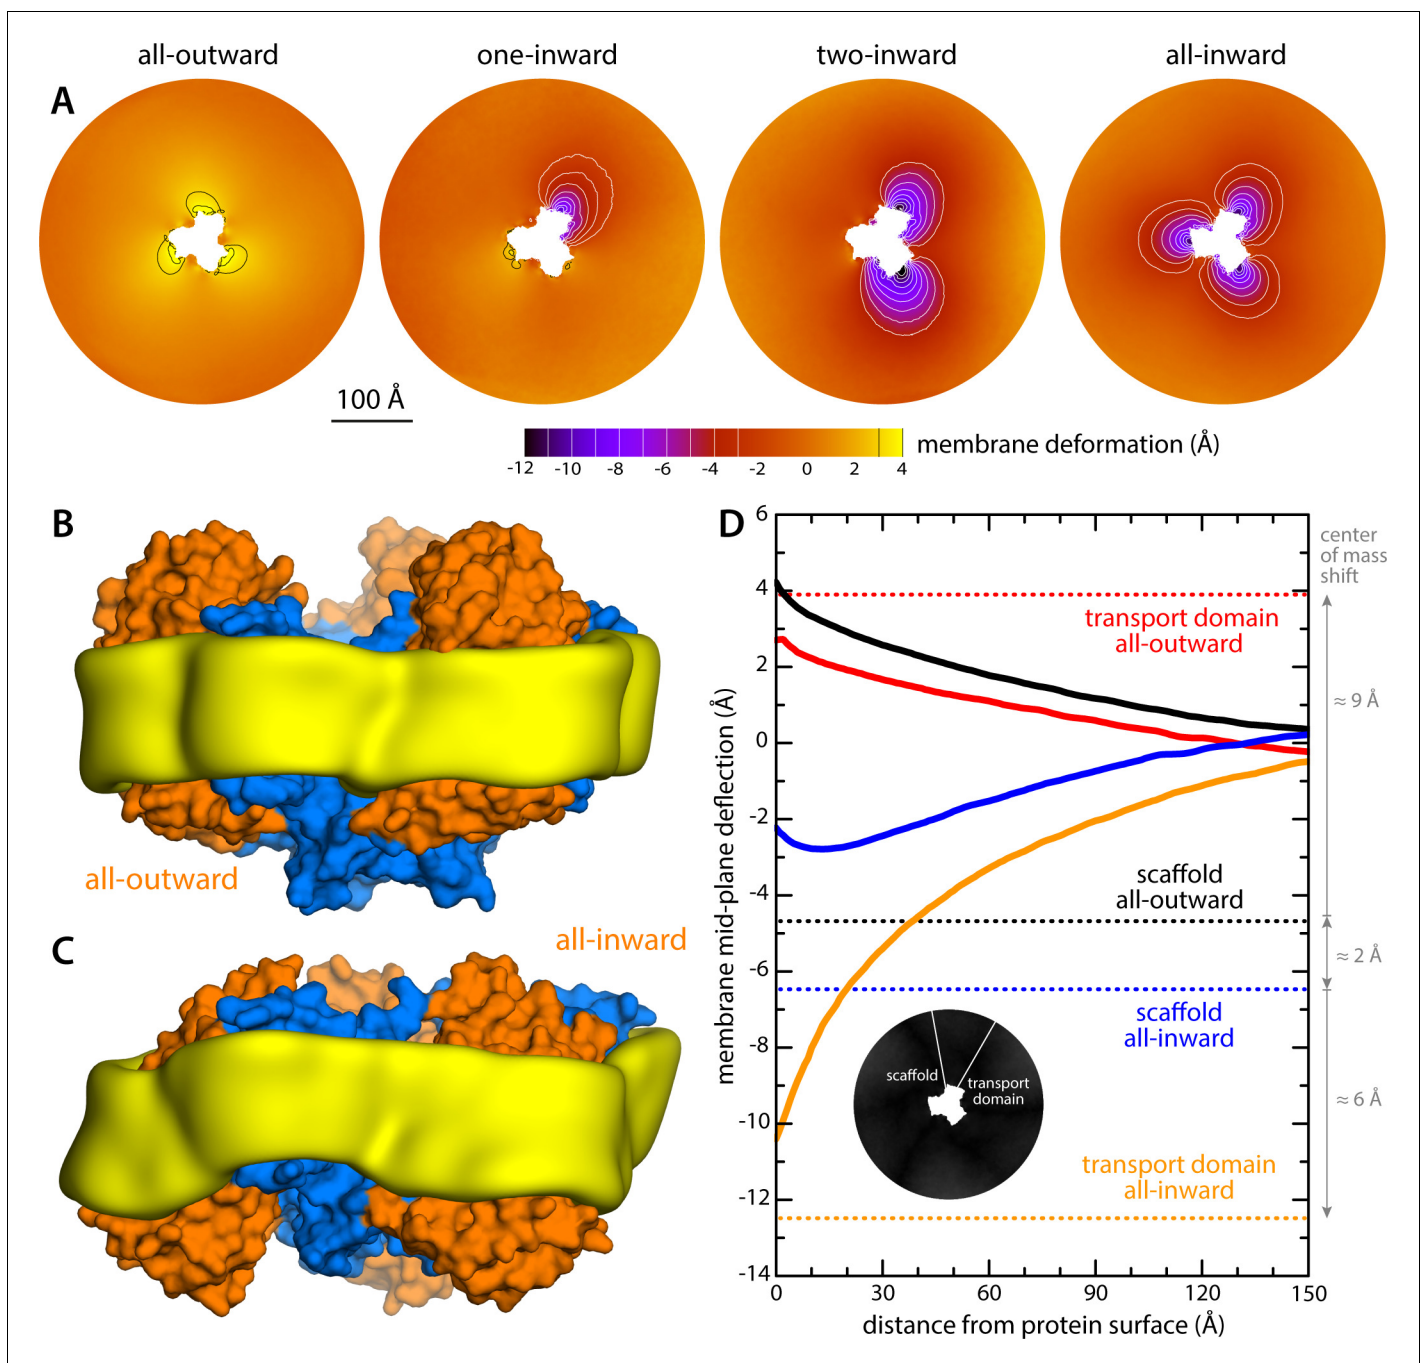 all-outward
one-inward
two-inward
all-inward
A
100 Å
membrane deformation (Å)
-12 -10 -8 -6 -4 -2 0 2 4
B
all-outward
C
all-inward
D
membrane mid-plane deflection (Å)
6
4
2
0
-2
-4
-6
-8
-10
-12
-14
0 30 60 90 120 150
distance from protein surface (Å)
transport domain
all-outward
scaffold
all-outward
scaffold
all-inward
transport domain
all-inward
scaffold
transport
domain
center
of mass
shift
≈ 9 Å
≈ 2 Å
≈ 6 Å